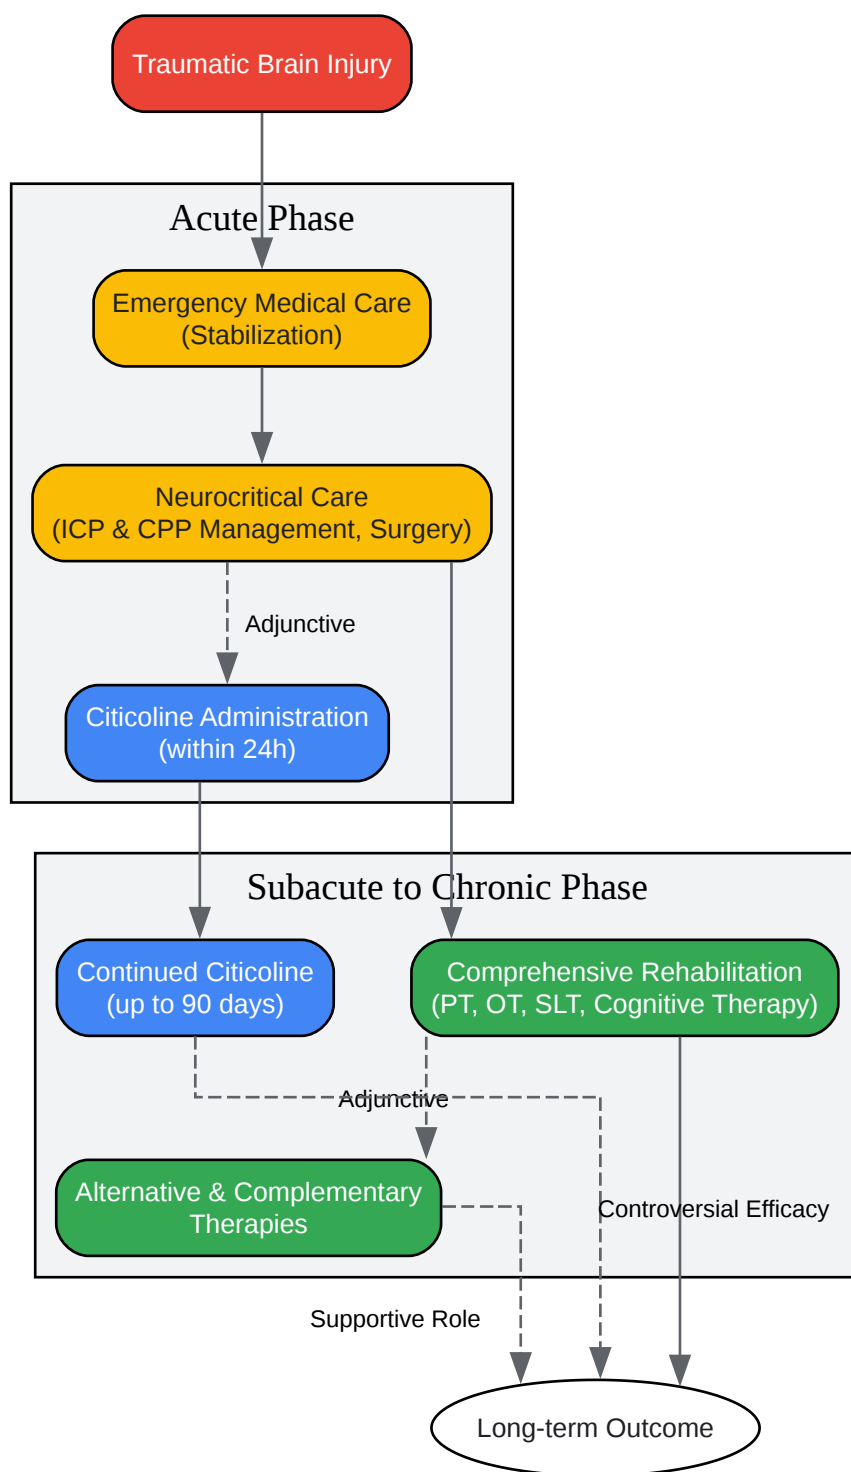 Traumatic Brain Injury
Acute Phase
Emergency Medical Care
(Stabilization)
Neurocritical Care
(ICP & CPP Management, Surgery)
Adjunctive
Citicoline Administration
(within 24h)
Subacute to Chronic Phase
Continued Citicoline
(up to 90 days)
Comprehensive Rehabilitation
(PT, OT, SLT, Cognitive Therapy)
Adjunctive
Alternative & Complementary
Therapies
Controversial Efficacy
Supportive Role
Long-term Outcome